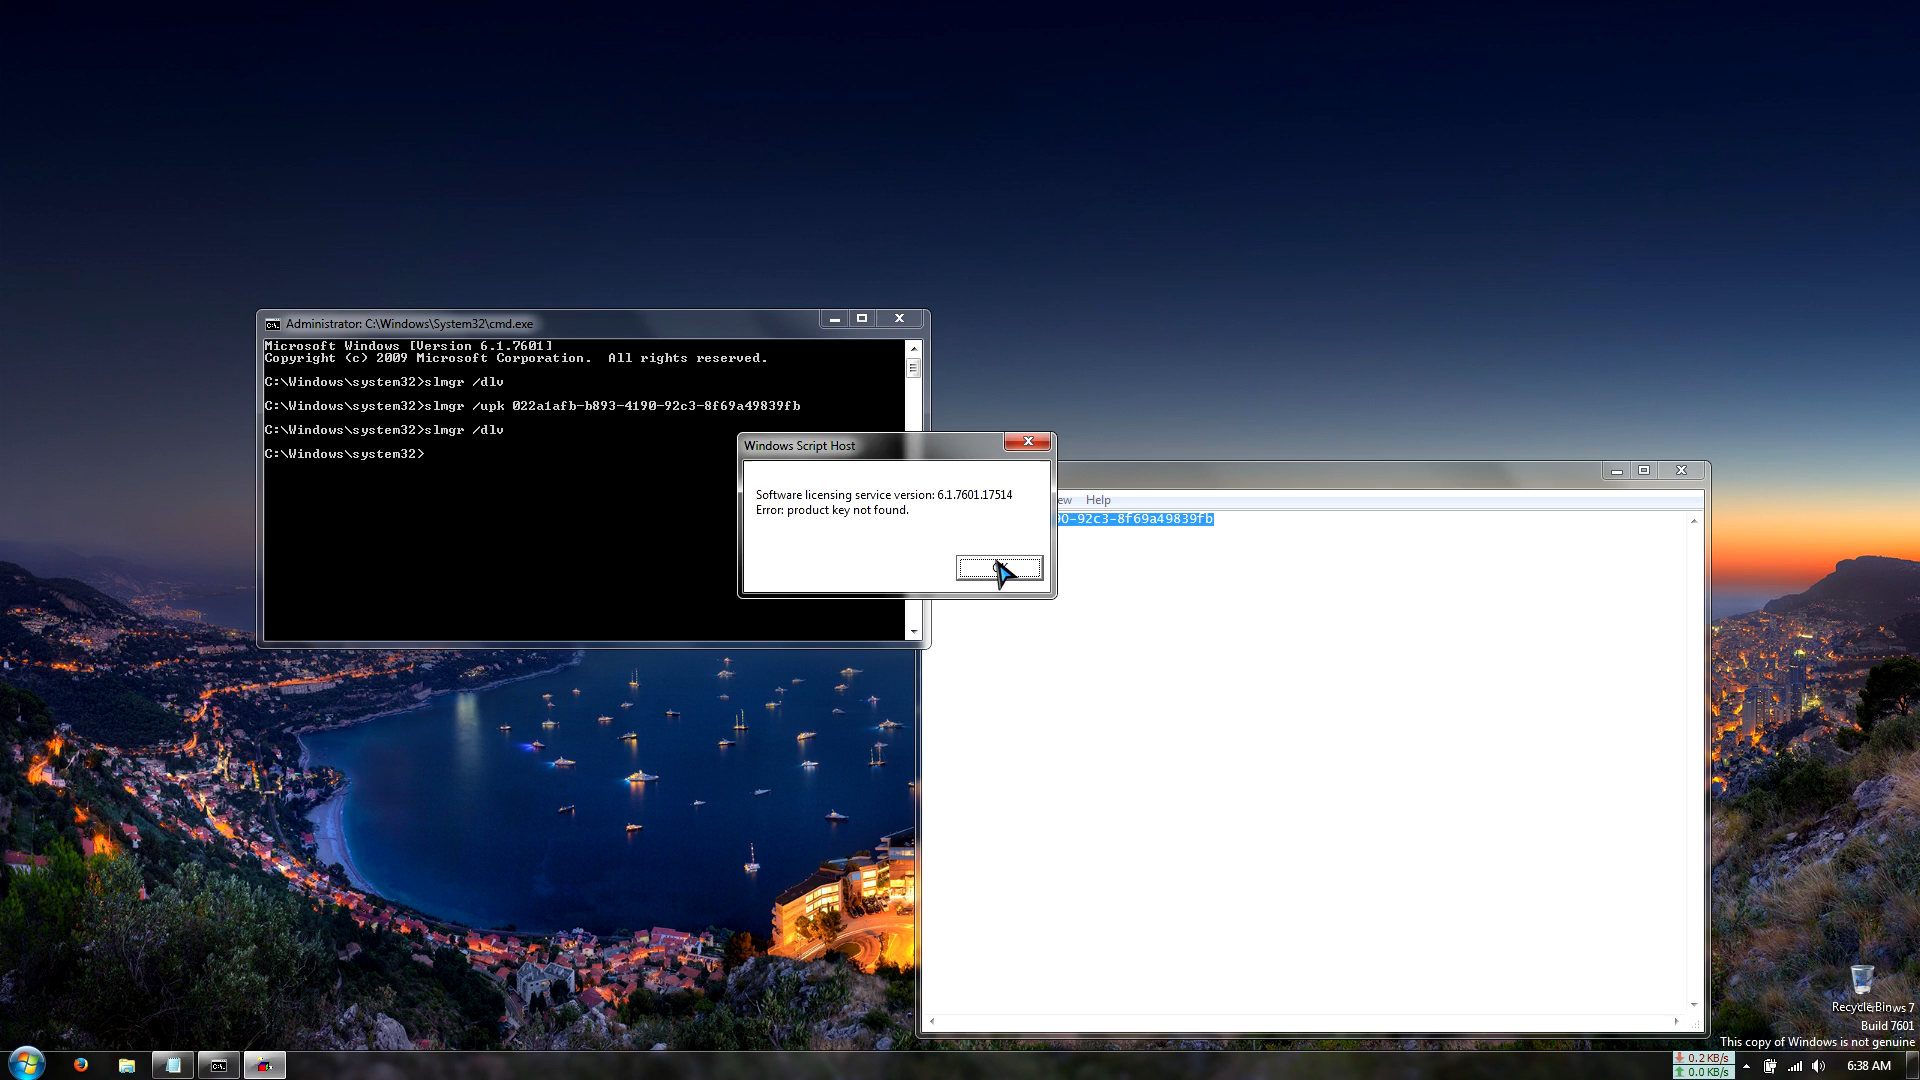 Administrator: C:\Windows\System32\cmd.exe
Microsoft Windows [Version 6.1.7601]
Copyright (c) 2009 Microsoft Corporation.  All rights reserved.
C:\Windows\system32>slmgr /dlv
C:\Windows\system32>slmgr /upk 022a1afb-b893-4190-92c3-8f69a49839fb
C:\Windows\system32>slmgr /dlv
C:\Windows\system32>
Windows Script Host
Software licensing service version: 6.1.7601.17514
Error: product key not found.
Help
0-92c3-8f69a49839fb
Recycle Bin
ws 7
Build 7601
This copy of Windows is not genuine
0.2 KB/s
0.0 KB/s
6:38 AM